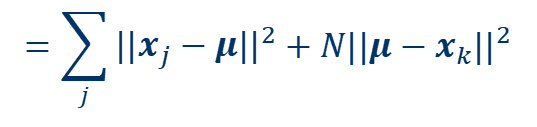 = ∑_j ||x_j − μ||² + N||μ − x_k||²